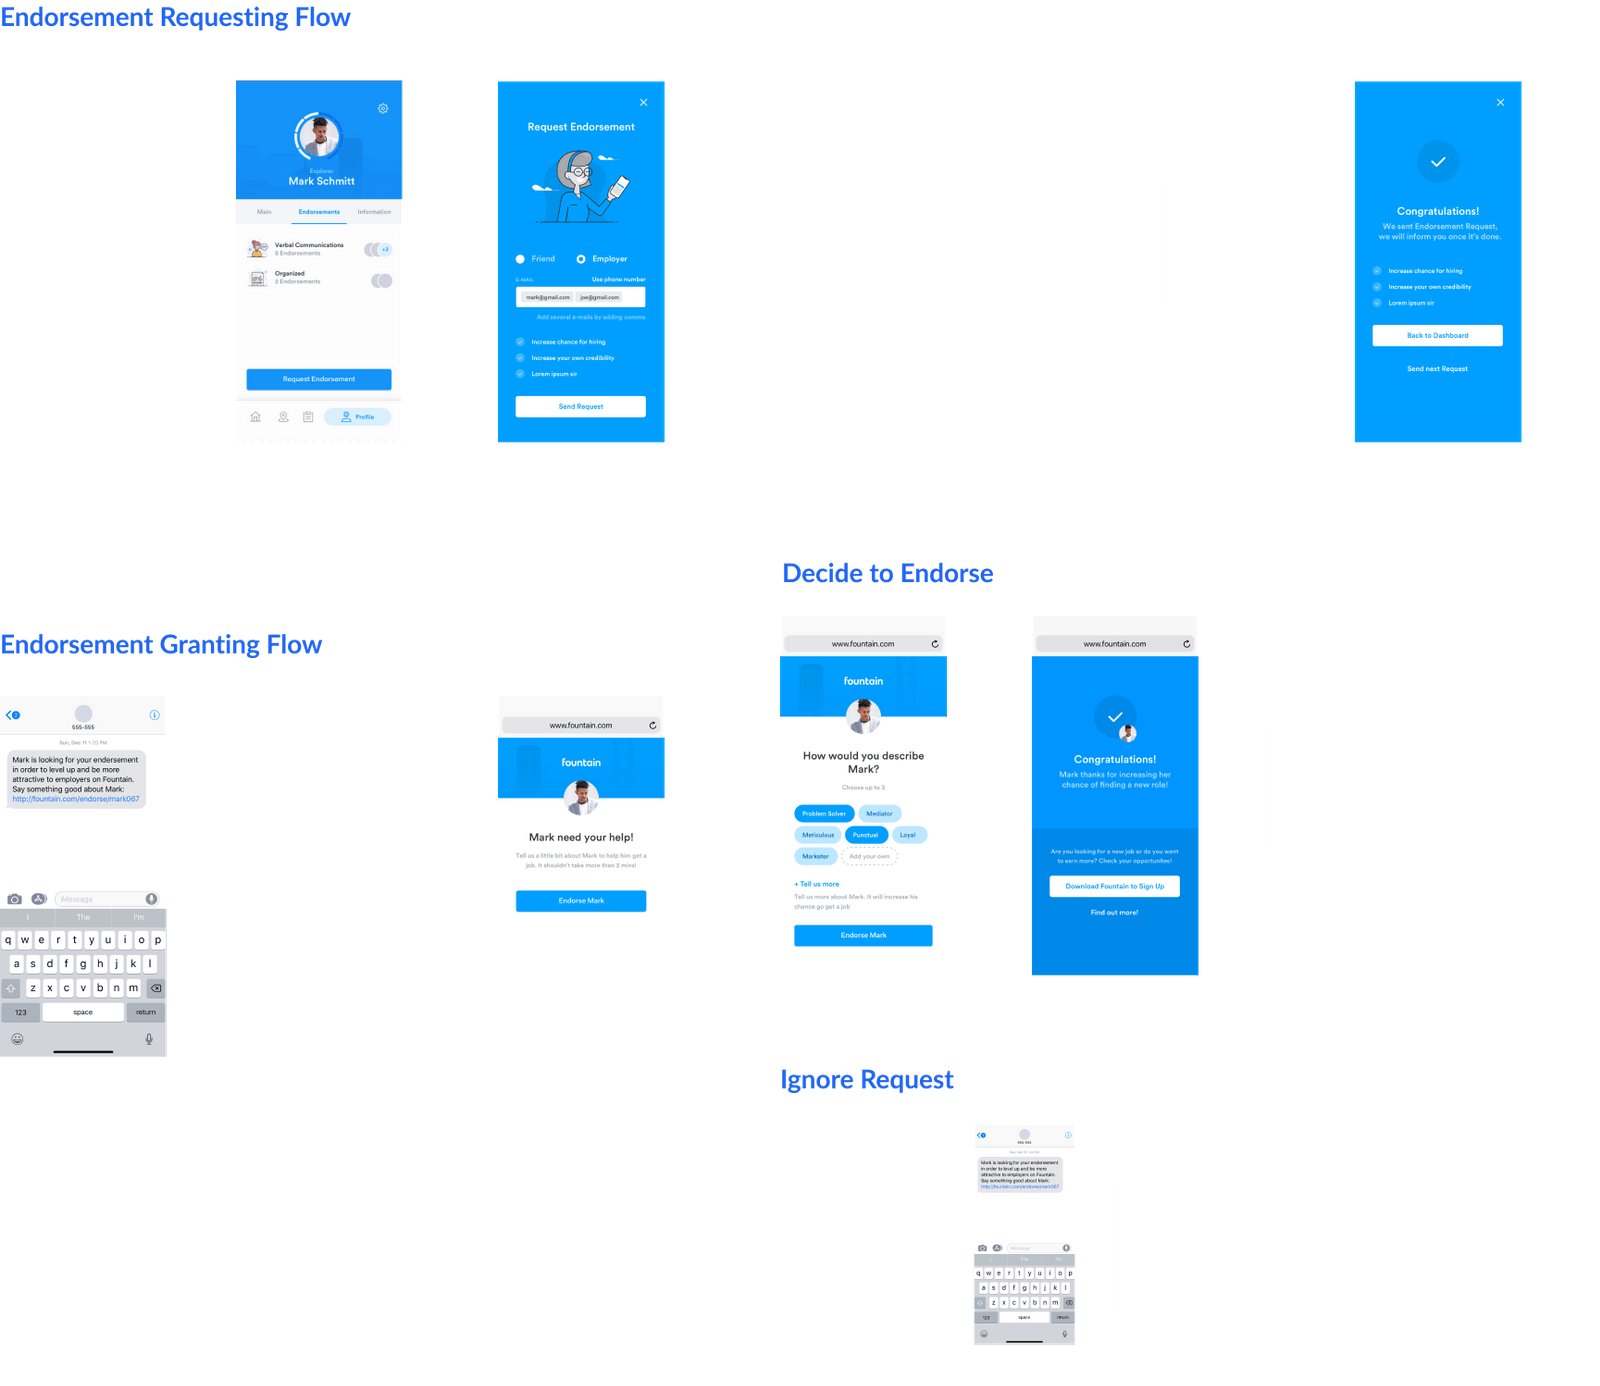 Endorsement Requesting Flow
Explorer
Mark Schmitt
Main Endorsements Information
Verbal Communications
5 Endorsements
+3
Organized
2 Endorsements
Request Endorsement
Profile
Request Endorsement
Friend Employer
E-MAIL Use phone number
mark@gmail.com joe@gmail.com
Add several e-mails by adding comma
Increase chance for hiring
Increase your own credibility
Lorem ipsum sir
Send Request
Congratulations!
We sent Endorsement Request,
we will inform you once it's done.
Increase chance for hiring
Increase your own credibility
Lorem ipsum sir
Back to Dashboard
Send next Request
Endorsement Granting Flow
2
555-555
Sun, Dec 11 1:20 PM
Mark is looking for your endersement
in order to level up and be more
attractive to employers on Fountain.
Say something good about Mark:
http://fountain.com/endorse/mark067
iMessage
I The I'm
q w e r t y u i o p
a s d f g h j k l
z x c v b n m
123 space return
www.fountain.com
fountain
Mark need your help!
Tell us a little bit about Mark to help him get a
job. It shouldn't take more than 3 mins!
Endorse Mark
Decide to Endorse
www.fountain.com
fountain
How would you describe
Mark?
Choose up to 3
Problem Solver Mediator
Meticulous Punctual Loyal
Marketer Add your own
+ Tell us more
Tell us more about Mark. It will increase his
chance go get a job
Endorse Mark
www.fountain.com
Congratulations!
Mark thanks for increasing her
chance of finding a new role!
Are you looking for a new job or do you want
to earn more? Check your opportunites!
Download Fountain to Sign Up
Find out more!
Ignore Request
555-555
Mark is looking for your endersement
in order to level up and be more
attractive to employers on Fountain.
Say something good about Mark:
http://fountain.com/endorse/mark067
iMessage
I The I'm
q w e r t y u i o p
a s d f g h j k l
z x c v b n m
123 space return